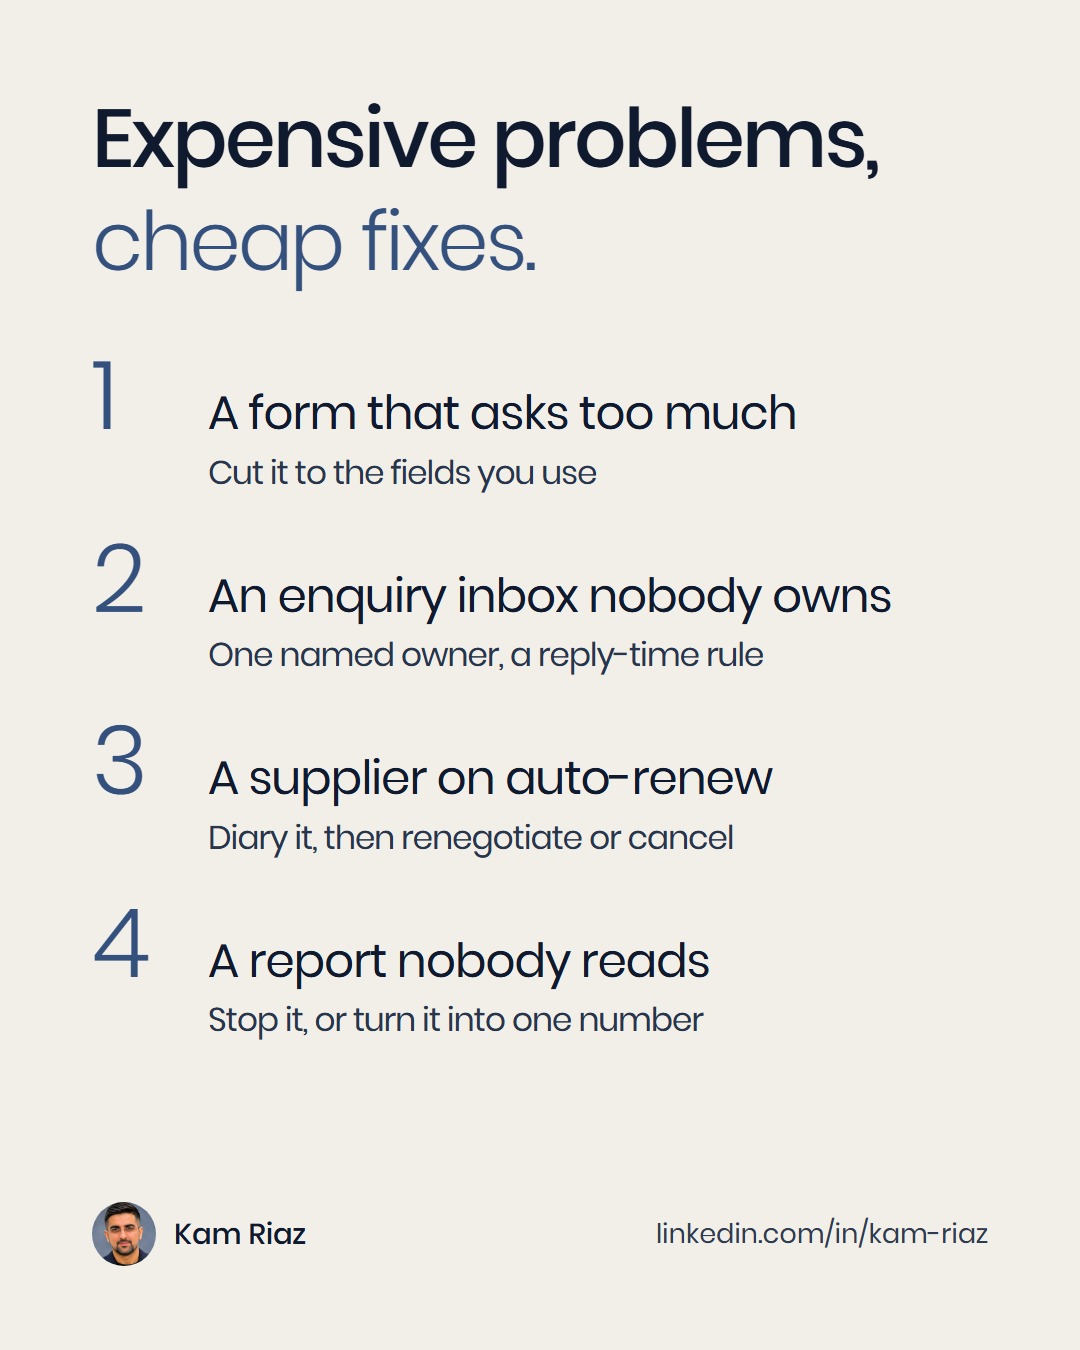 Expensive problems,
cheap fixes.
1
A form that asks too much
Cut it to the fields you use
2
An enquiry inbox nobody owns
One named owner, a reply-time rule
3
A supplier on auto-renew
Diary it, then renegotiate or cancel
4
A report nobody reads
Stop it, or turn it into one number
Kam Riaz
linkedin.com/in/kam-riaz